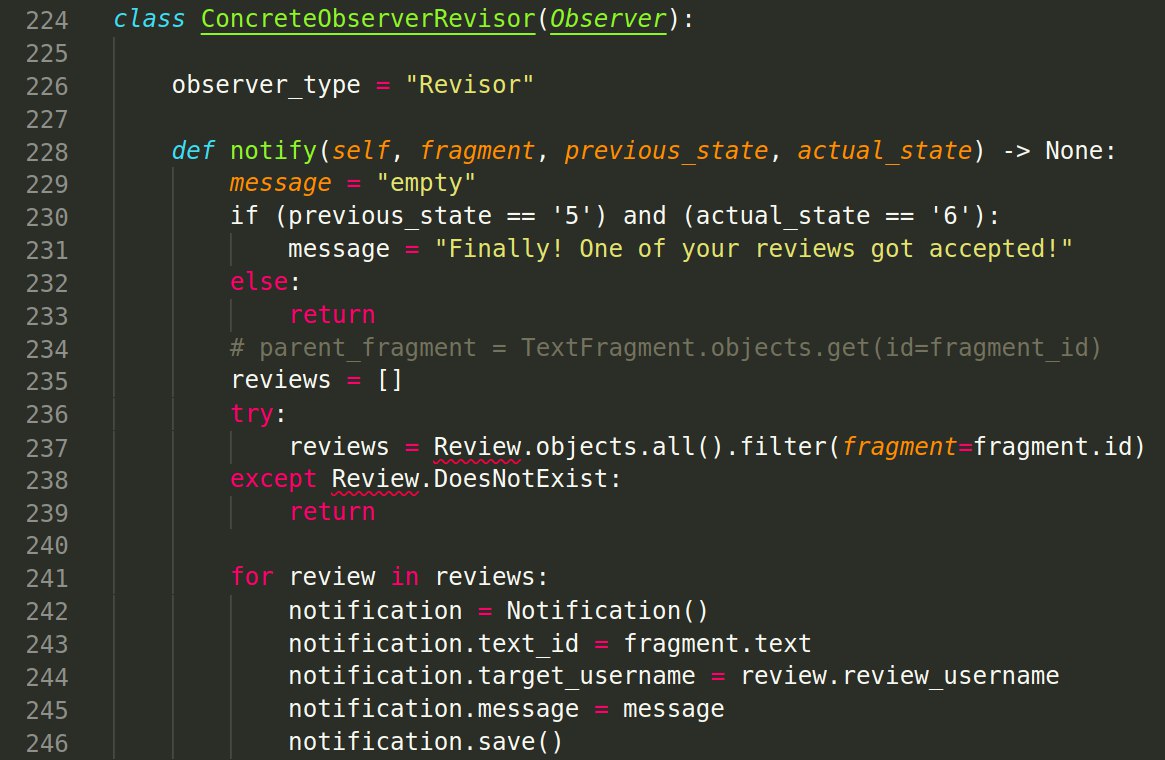 224 class ConcreteObserverRevisor(Observer):
225
226     observer_type = "Revisor"
227
228     def notify(self, fragment, previous_state, actual_state) -> None:
229         message = "empty"
230         if (previous_state == '5') and (actual_state == '6'):
231             message = "Finally! One of your reviews got accepted!"
232         else:
233             return
234         # parent_fragment = TextFragment.objects.get(id=fragment_id)
235         reviews = []
236         try:
237             reviews = Review.objects.all().filter(fragment=fragment.id)
238         except Review.DoesNotExist:
239             return
240
241         for review in reviews:
242             notification = Notification()
243             notification.text_id = fragment.text
244             notification.target_username = review.review_username
245             notification.message = message
246             notification.save()